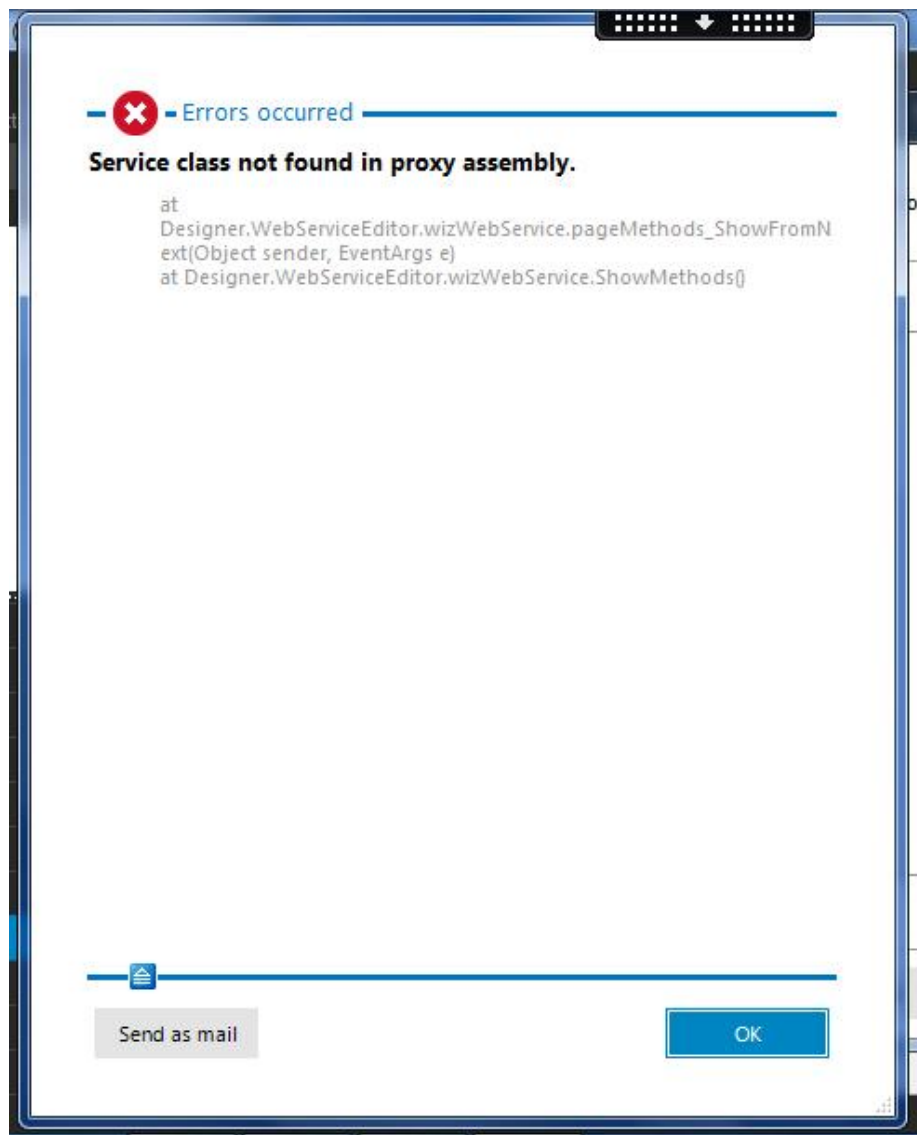 Errors occurred
Service class not found in proxy assembly.
at
Designer.WebServiceEditor.wizWebService.pageMethods_ShowFromN
ext(Object sender, EventArgs e)
at Designer.WebServiceEditor.wizWebService.ShowMethods()
Send as mail
OK